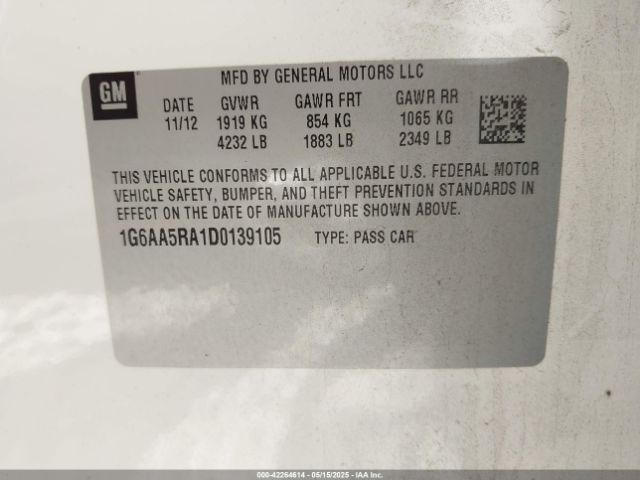 GM
MFD BY GENERAL MOTORS LLC
DATE GVWR GAWR FRT GAWR RR
11/12 1919 KG 854 KG 1065 KG
4232 LB 1883 LB 2349 LB
THIS VEHICLE CONFORMS TO ALL APPLICABLE U.S. FEDERAL MOTOR
VEHICLE SAFETY, BUMPER, AND THEFT PREVENTION STANDARDS IN
EFFECT ON THE DATE OF MANUFACTURE SHOWN ABOVE.
1G6AA5RA1D0139105 TYPE: PASS CAR
000-42264614 - 05/15/2025 - IAAI.COM